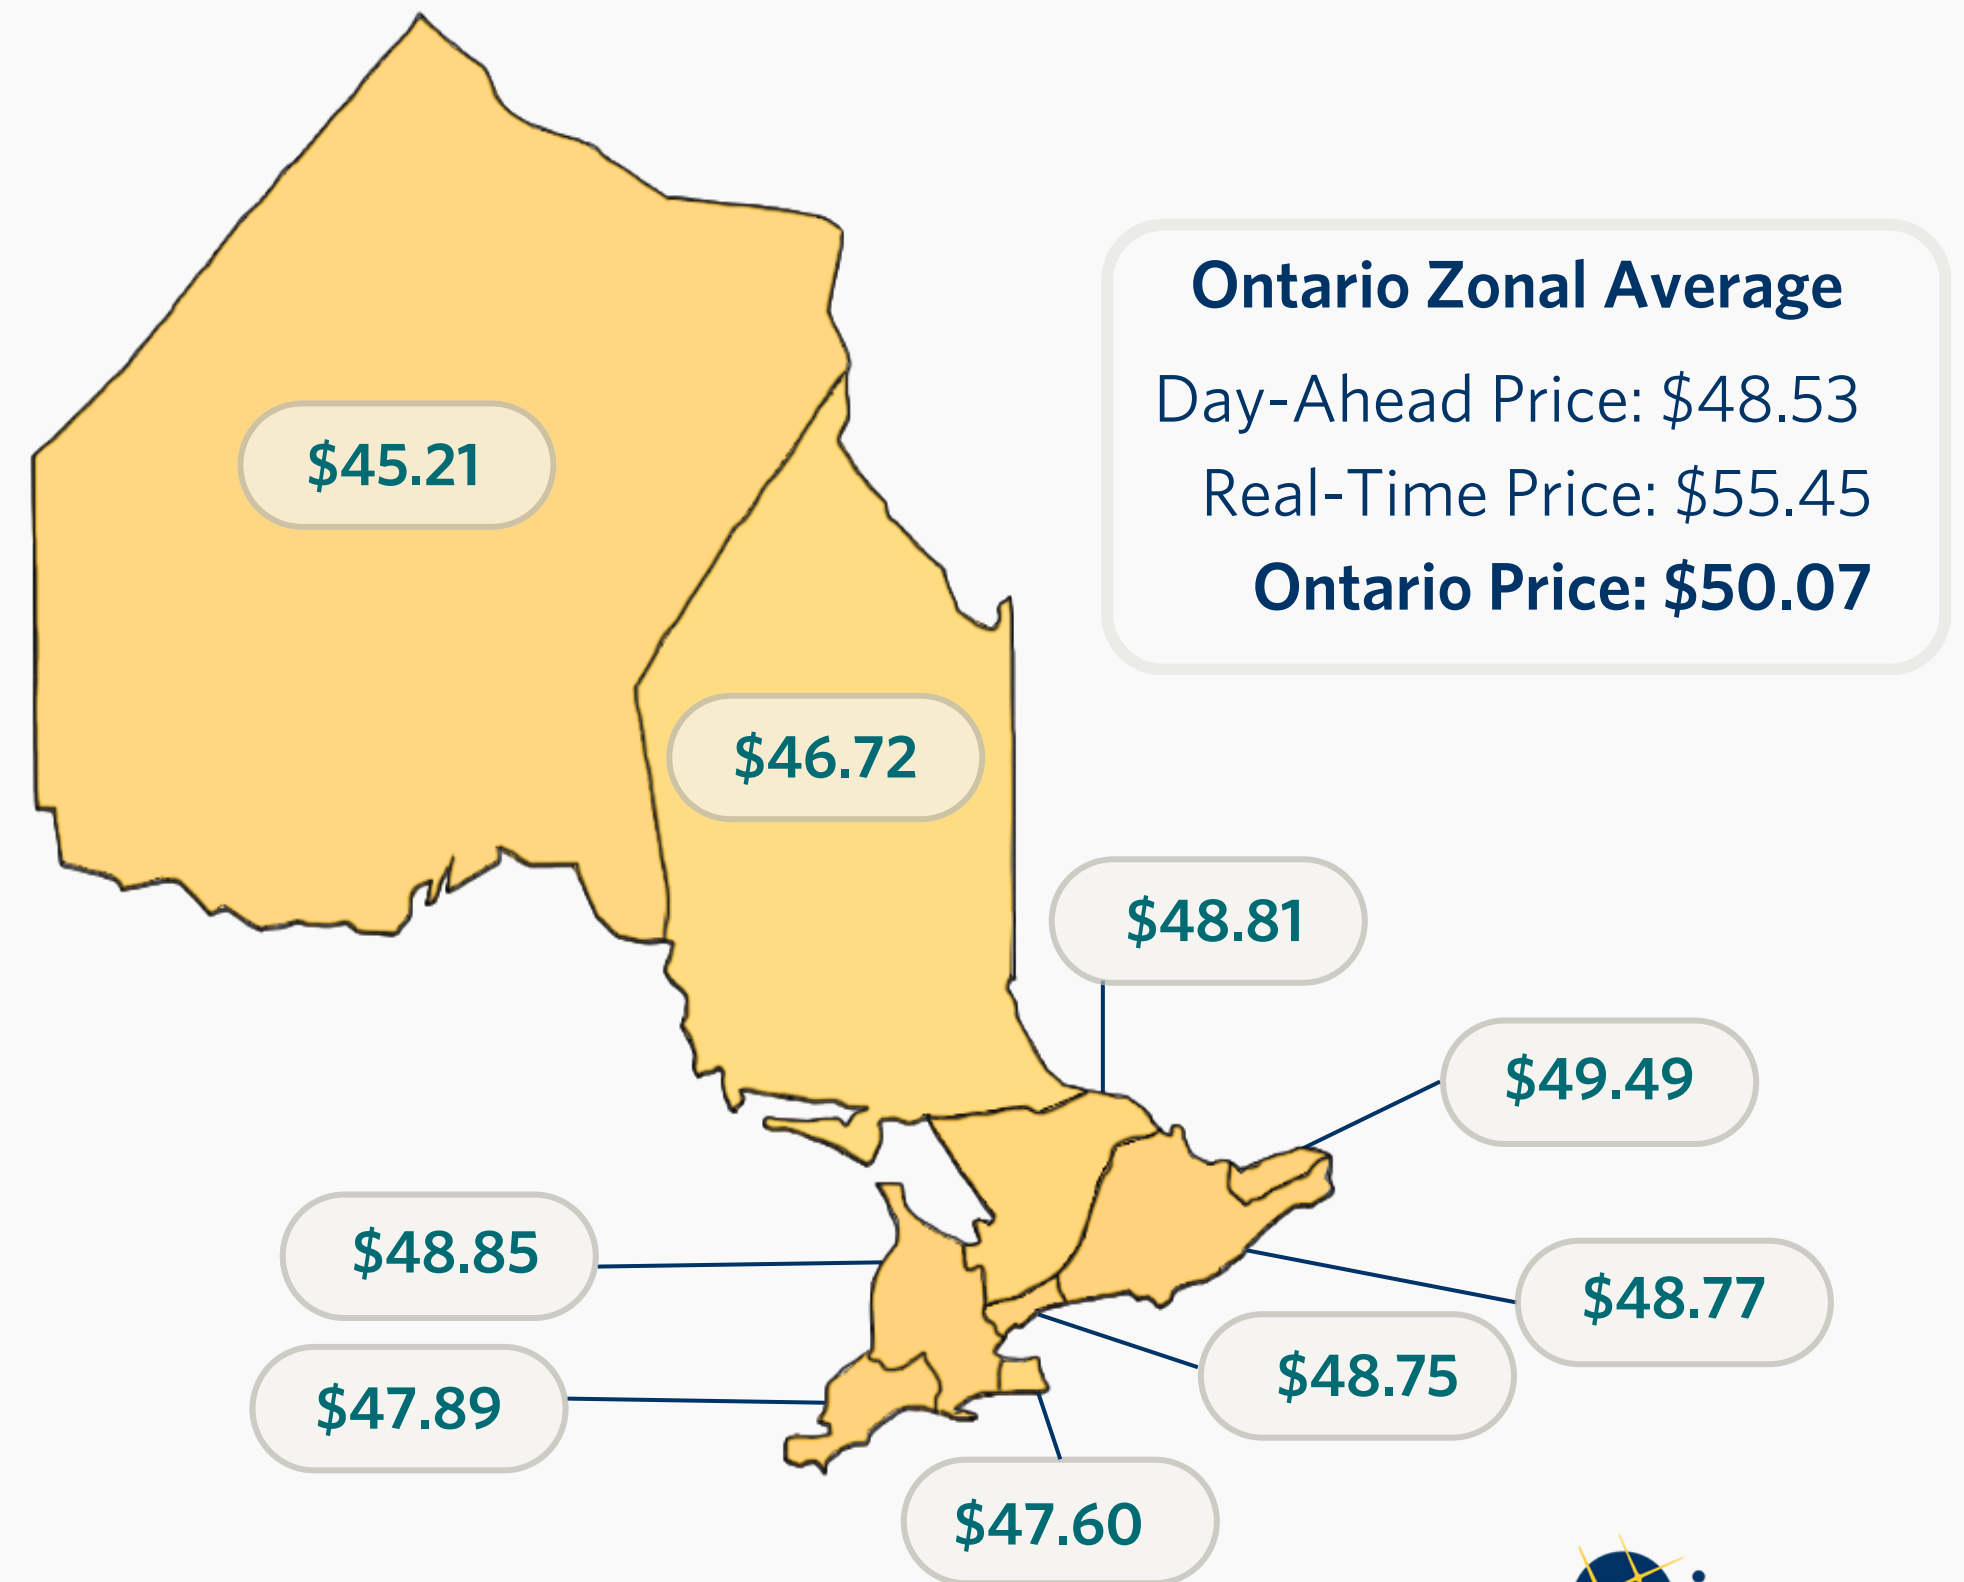 Ontario Zonal Average
Day-Ahead Price: $48.53
Real-Time Price: $55.45
Ontario Price: $50.07
$45.21
$46.72
$48.81
$49.49
$48.85
$48.77
$48.75
$47.89
$47.60